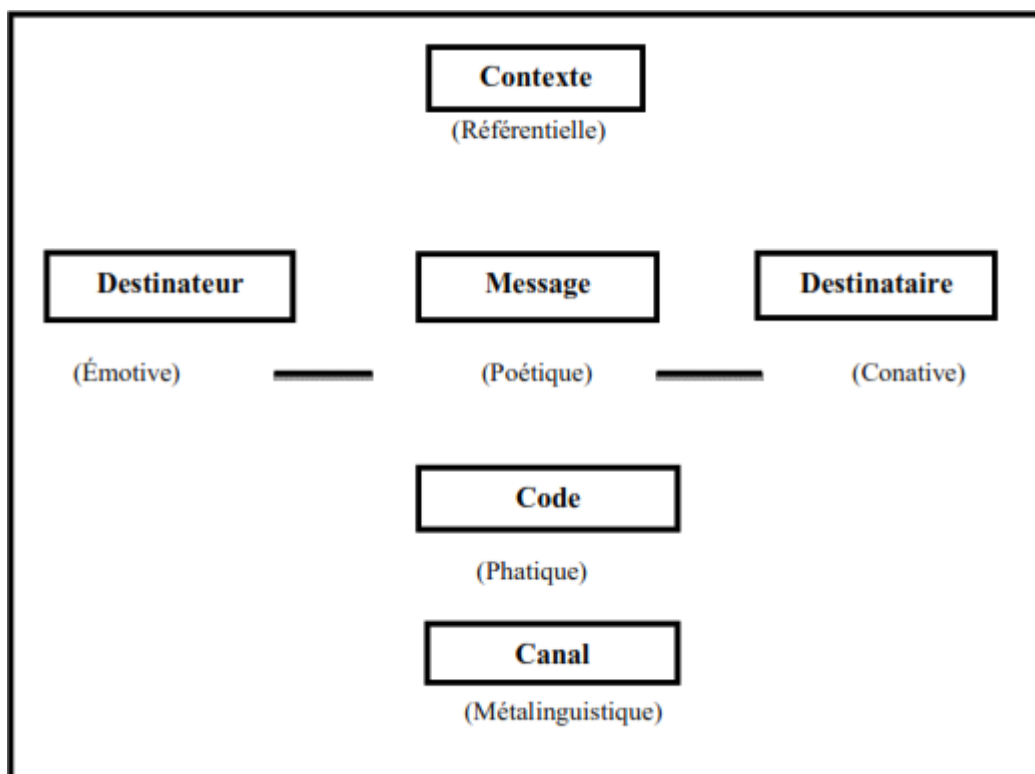 Contexte
(Référentielle)
Destinateur
Message
Destinataire
(Émotive)
(Poétique)
(Conative)
Code
(Phatique)
Canal
(Métalinguistique)